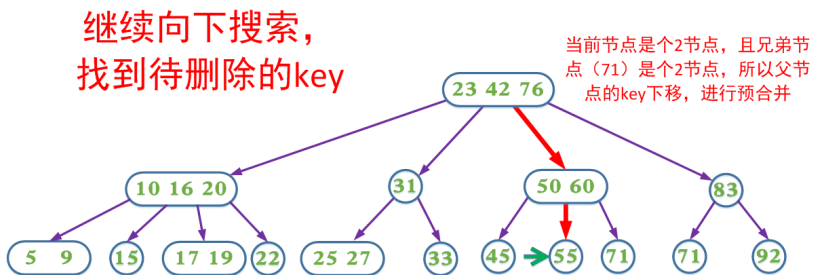 继续向下搜索，
找到待删除的key
当前节点是个2节点，且兄弟节
点（71）是个2节点，所以父节
点的key下移，进行预合并
23 42 76
10 16 20
31
50 60
83
5 9
15
17 19
22
25 27
33
45
55
71
71
92